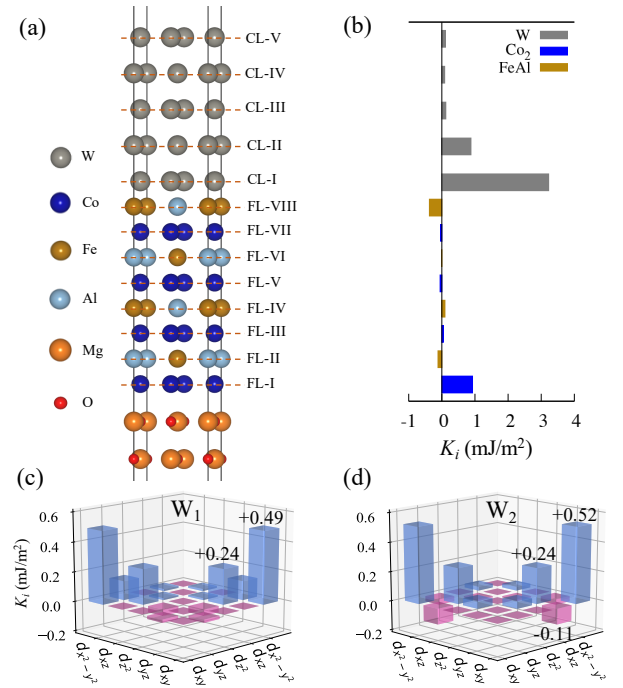 (a)
CL-V
CL-IV
CL-III
CL-II
CL-I
FL-VIII
FL-VII
FL-VI
FL-V
FL-IV
FL-III
FL-II
FL-I
W
Co
Fe
Al
Mg
O
(b)
W
Co2
FeAl
-1 0 1 2 3 4
Ki (mJ/m²)
(c)
W1
+0.49
+0.24
0.6
0.4
0.2
0.0
−0.2
Ki (mJ/m²)
dx²−y² dxz dz² dyz dxy
dxy dyz dz² dxz dx²−y²
(d)
W2
+0.52
+0.24
-0.11
0.6
0.4
0.2
0.0
−0.2
dx²−y² dxz dz² dyz dxy
dxy dyz dz² dxz dx²−y²